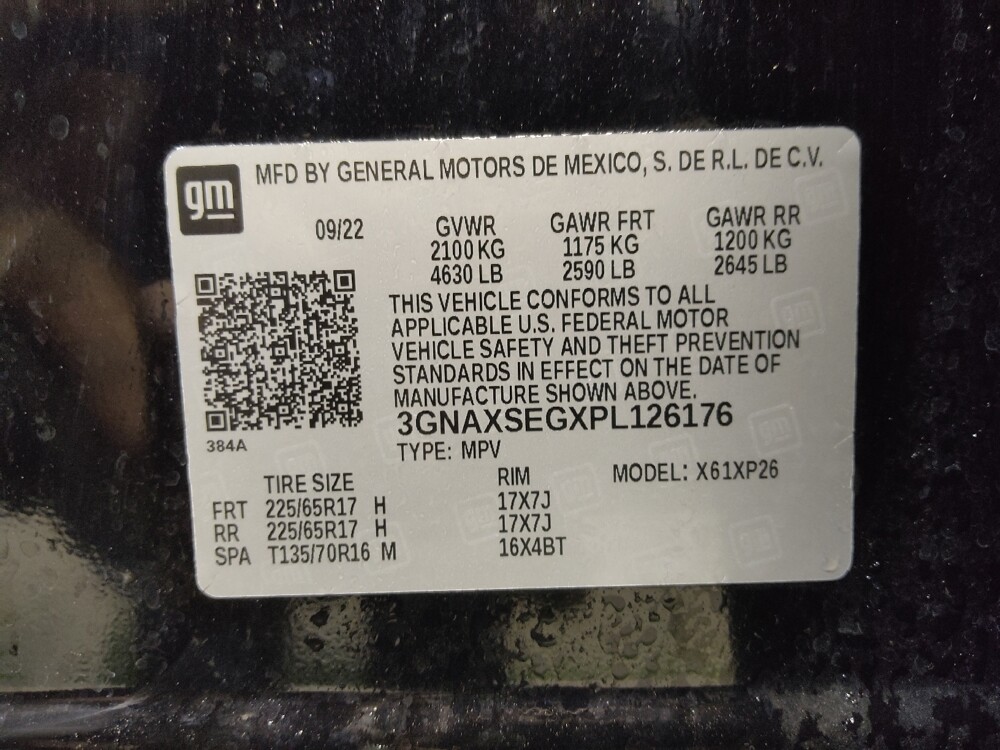 gm
MFD BY GENERAL MOTORS DE MEXICO, S. DE R.L. DE C.V.
09/22 GVWR GAWR FRT GAWR RR
2100 KG 1175 KG 1200 KG
4630 LB 2590 LB 2645 LB
THIS VEHICLE CONFORMS TO ALL
APPLICABLE U.S. FEDERAL MOTOR
VEHICLE SAFETY AND THEFT PREVENTION
STANDARDS IN EFFECT ON THE DATE OF
MANUFACTURE SHOWN ABOVE.
3GNAXSEGXPL126176
384A
TYPE: MPV
TIRE SIZE RIM MODEL: X61XP26
FRT 225/65R17 H 17X7J
RR 225/65R17 H 17X7J
SPA T135/70R16 M 16X4BT